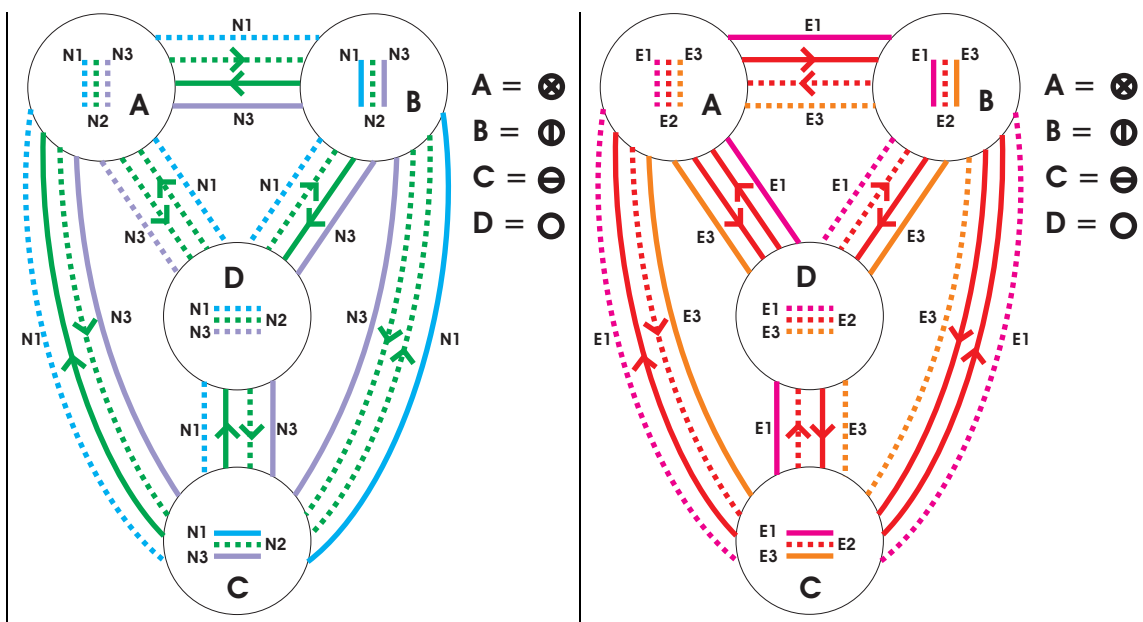 N1
N1 N3
N2
A
N1 N3
N2
B
N3
A =
B =
C =
D =
N1
N3
N1
N3
D
N1
N2
N3
N1
N3
N3
N1
N1
N3
N1
N2
N3
C
E1
E1 E3
E2
A
E1 E3
E2
B
E3
A =
B =
C =
D =
E1
E3
E1
E3
D
E1
E2
E3
E1
E3
E3
E1
E1
E3
E1
E2
E3
C